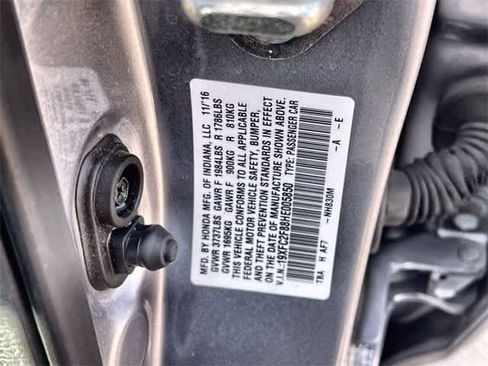 MFD. BY HONDA MFG. OF INDIANA, LLC 11/16
GVWR 3737LBS GAWR F 1984LBS R 1786LBS
GVWR 1695KG GAWR F 900KG R 810KG
THIS VEHICLE CONFORMS TO ALL APPLICABLE
FEDERAL MOTOR VEHICLE SAFETY, BUMPER,
AND THEFT PREVENTION STANDARDS IN EFFECT
ON THE DATE OF MANUFACTURE SHOWN ABOVE.
V.I.N.: 19XFC2F88HE005850 TYPE: PASSENGER CAR
TBA H AF7 -NH830M -A -E